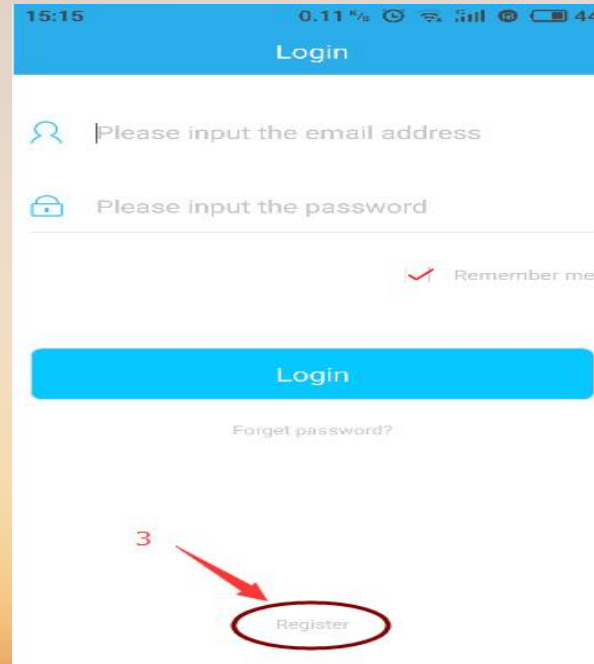 15:15 0.11 K/s 44
Login
Please input the email address
Please input the password
Remember me
Login
Forget password?
3
Register